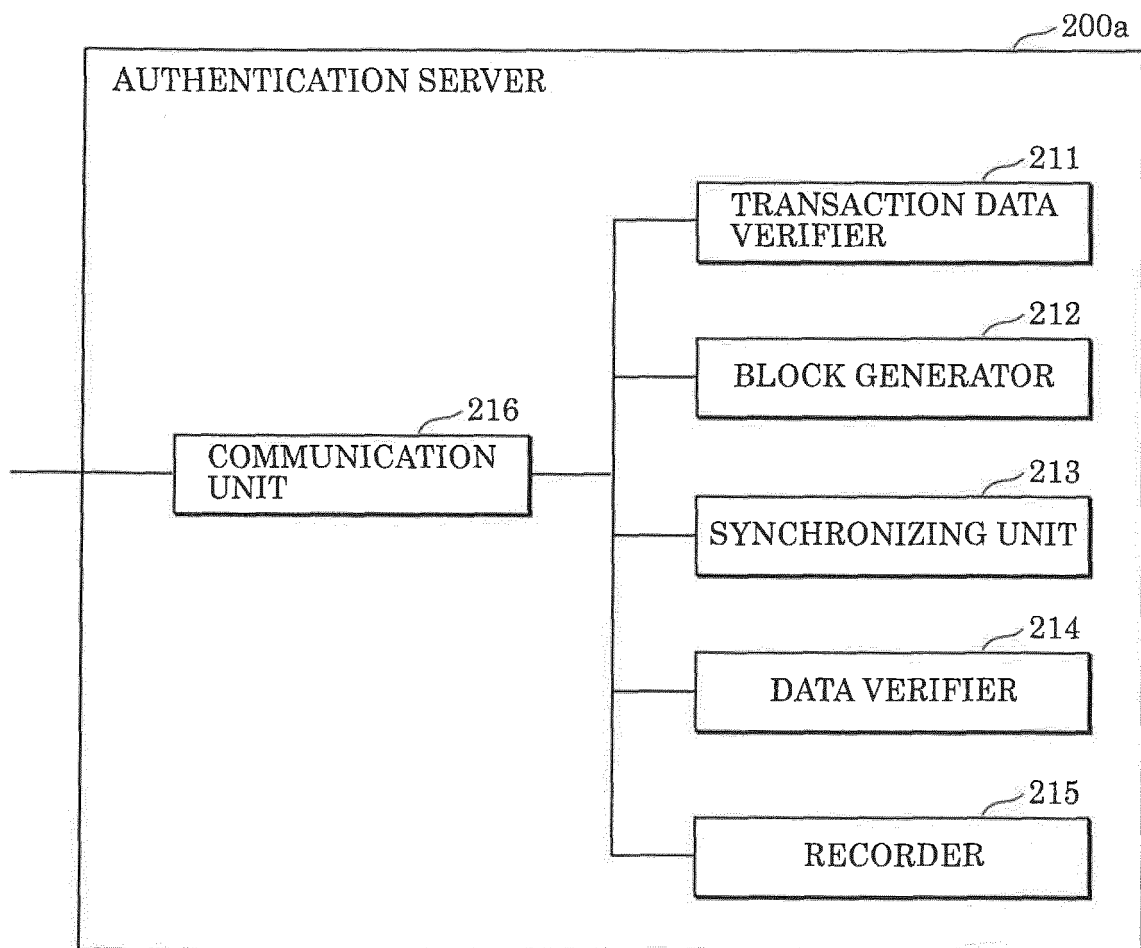 200a
AUTHENTICATION SERVER
211
TRANSACTION DATA
VERIFIER
212
BLOCK GENERATOR
216
COMMUNICATION
UNIT
213
SYNCHRONIZING UNIT
214
DATA VERIFIER
215
RECORDER